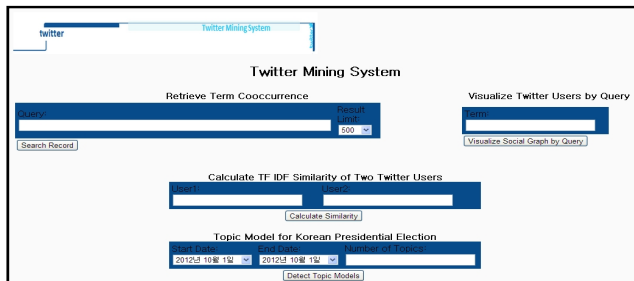 twitter
Twitter Mining System
Twitter Mining System
Retrieve Term Cooccurrence
Query:
Result Limit:
500
Search Record
Visualize Twitter Users by Query
Term:
Visualize Social Graph by Query
Calculate TF IDF Similarity of Two Twitter Users
User1:
User2:
Calculate Similarity
Topic Model for Korean Presidential Election
Start Date:
End Date:
Number of Topics:
2012년 10월 1일
2012년 10월 1일
Detect Topic Models